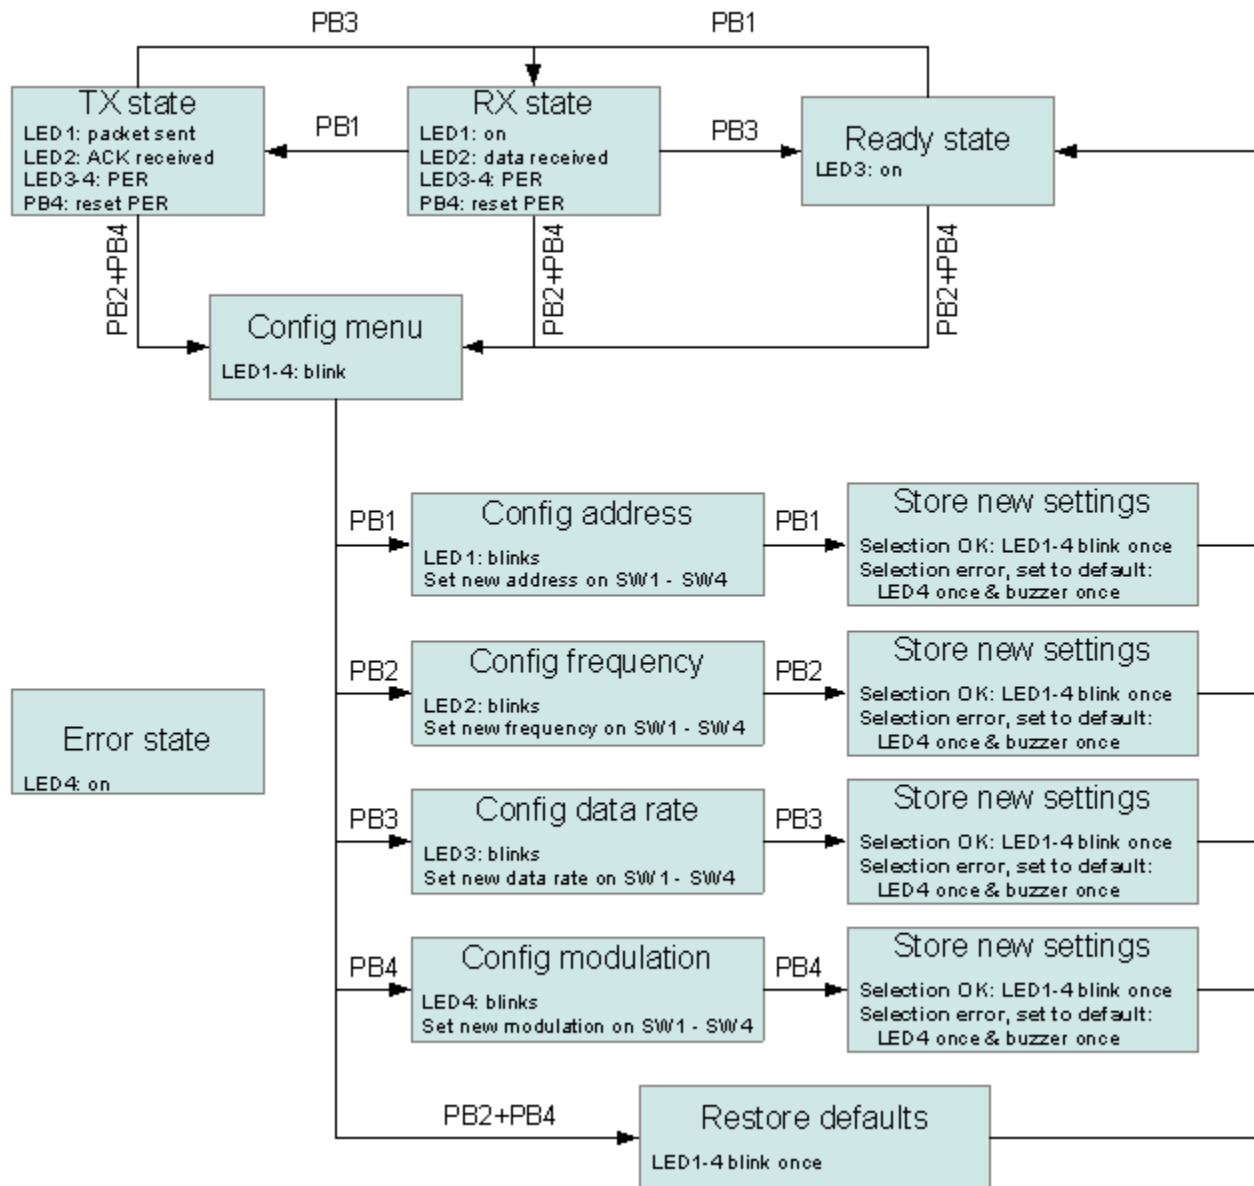 PB3
PB1
TX state
LED1: packet sent
LED2: ACK received
LED3-4: PER
PB4: reset PER
PB1
RX state
LED1: on
LED2: data received
LED3-4: PER
PB4: reset PER
PB3
Ready state
LED3: on
PB2+PB4
PB2+PB4
PB2+PB4
Config menu
LED1-4: blink
PB1
Config address
LED1: blinks
Set new address on SW1 - SW4
PB1
Store new settings
Selection OK: LED1-4 blink once
Selection error, set to default:
LED4 once & buzzer once
PB2
Config frequency
LED2: blinks
Set new frequency on SW1 - SW4
PB2
Store new settings
Selection OK: LED1-4 blink once
Selection error, set to default:
LED4 once & buzzer once
Error state
LED4: on
PB3
Config data rate
LED3: blinks
Set new data rate on SW1 - SW4
PB3
Store new settings
Selection OK: LED1-4 blink once
Selection error, set to default:
LED4 once & buzzer once
PB4
Config modulation
LED4: blinks
Set new modulation on SW1 - SW4
PB4
Store new settings
Selection OK: LED1-4 blink once
Selection error, set to default:
LED4 once & buzzer once
PB2+PB4
Restore defaults
LED1-4 blink once